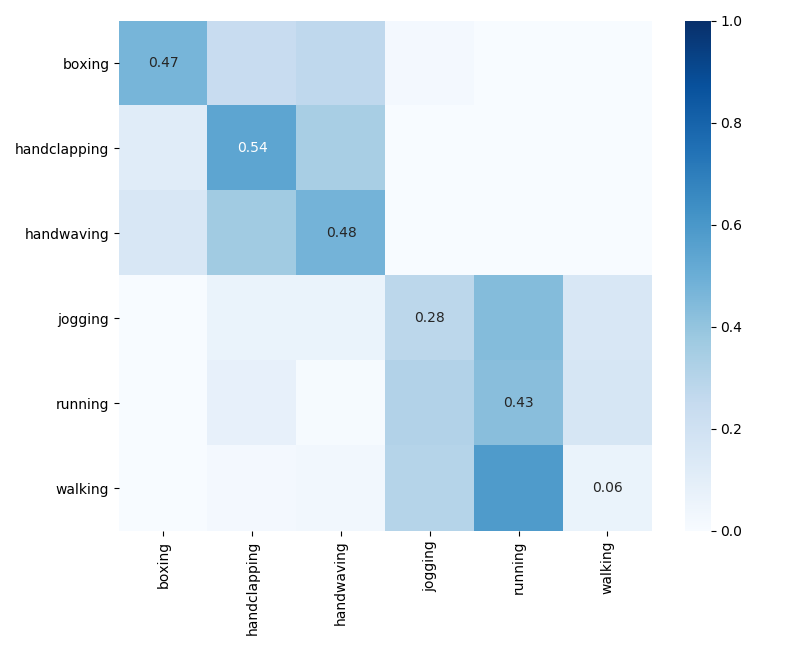 boxing
handclapping
handwaving
jogging
running
walking
0.47
0.54
0.48
0.28
0.43
0.06
boxing
handclapping
handwaving
jogging
running
walking
1.0
0.8
0.6
0.4
0.2
0.0